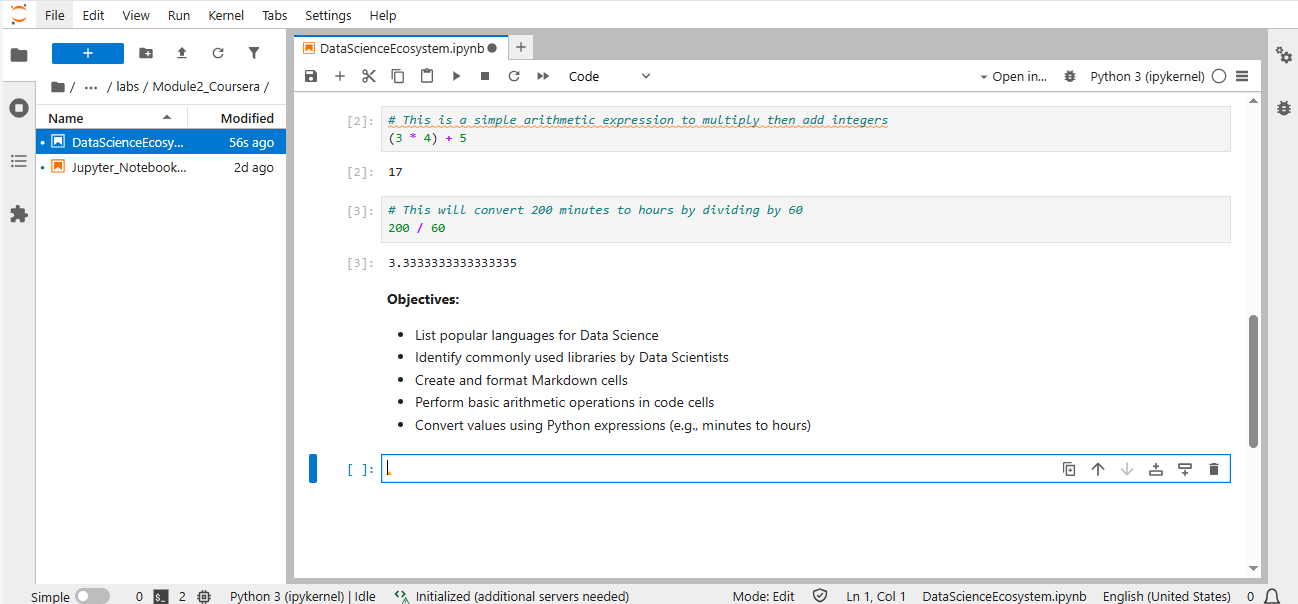 File Edit View Run Kernel Tabs Settings Help
+
/ ... / labs / Module2_Coursera /
Name Modified
DataScienceEcosy... 56s ago
Jupyter_Notebook... 2d ago
DataScienceEcosystem.ipynb
Code
Open in...
Python 3 (ipykernel)
[2]: # This is a simple arithmetic expression to multiply then add integers
(3 * 4) + 5
[2]: 17
[3]: # This will convert 200 minutes to hours by dividing by 60
200 / 60
[3]: 3.3333333333333335
Objectives:
• List popular languages for Data Science
• Identify commonly used libraries by Data Scientists
• Create and format Markdown cells
• Perform basic arithmetic operations in code cells
• Convert values using Python expressions (e.g., minutes to hours)
[ ]:
Simple 0 2 Python 3 (ipykernel) | Idle Initialized (additional servers needed) Mode: Edit Ln 1, Col 1 DataScienceEcosystem.ipynb English (United States) 0